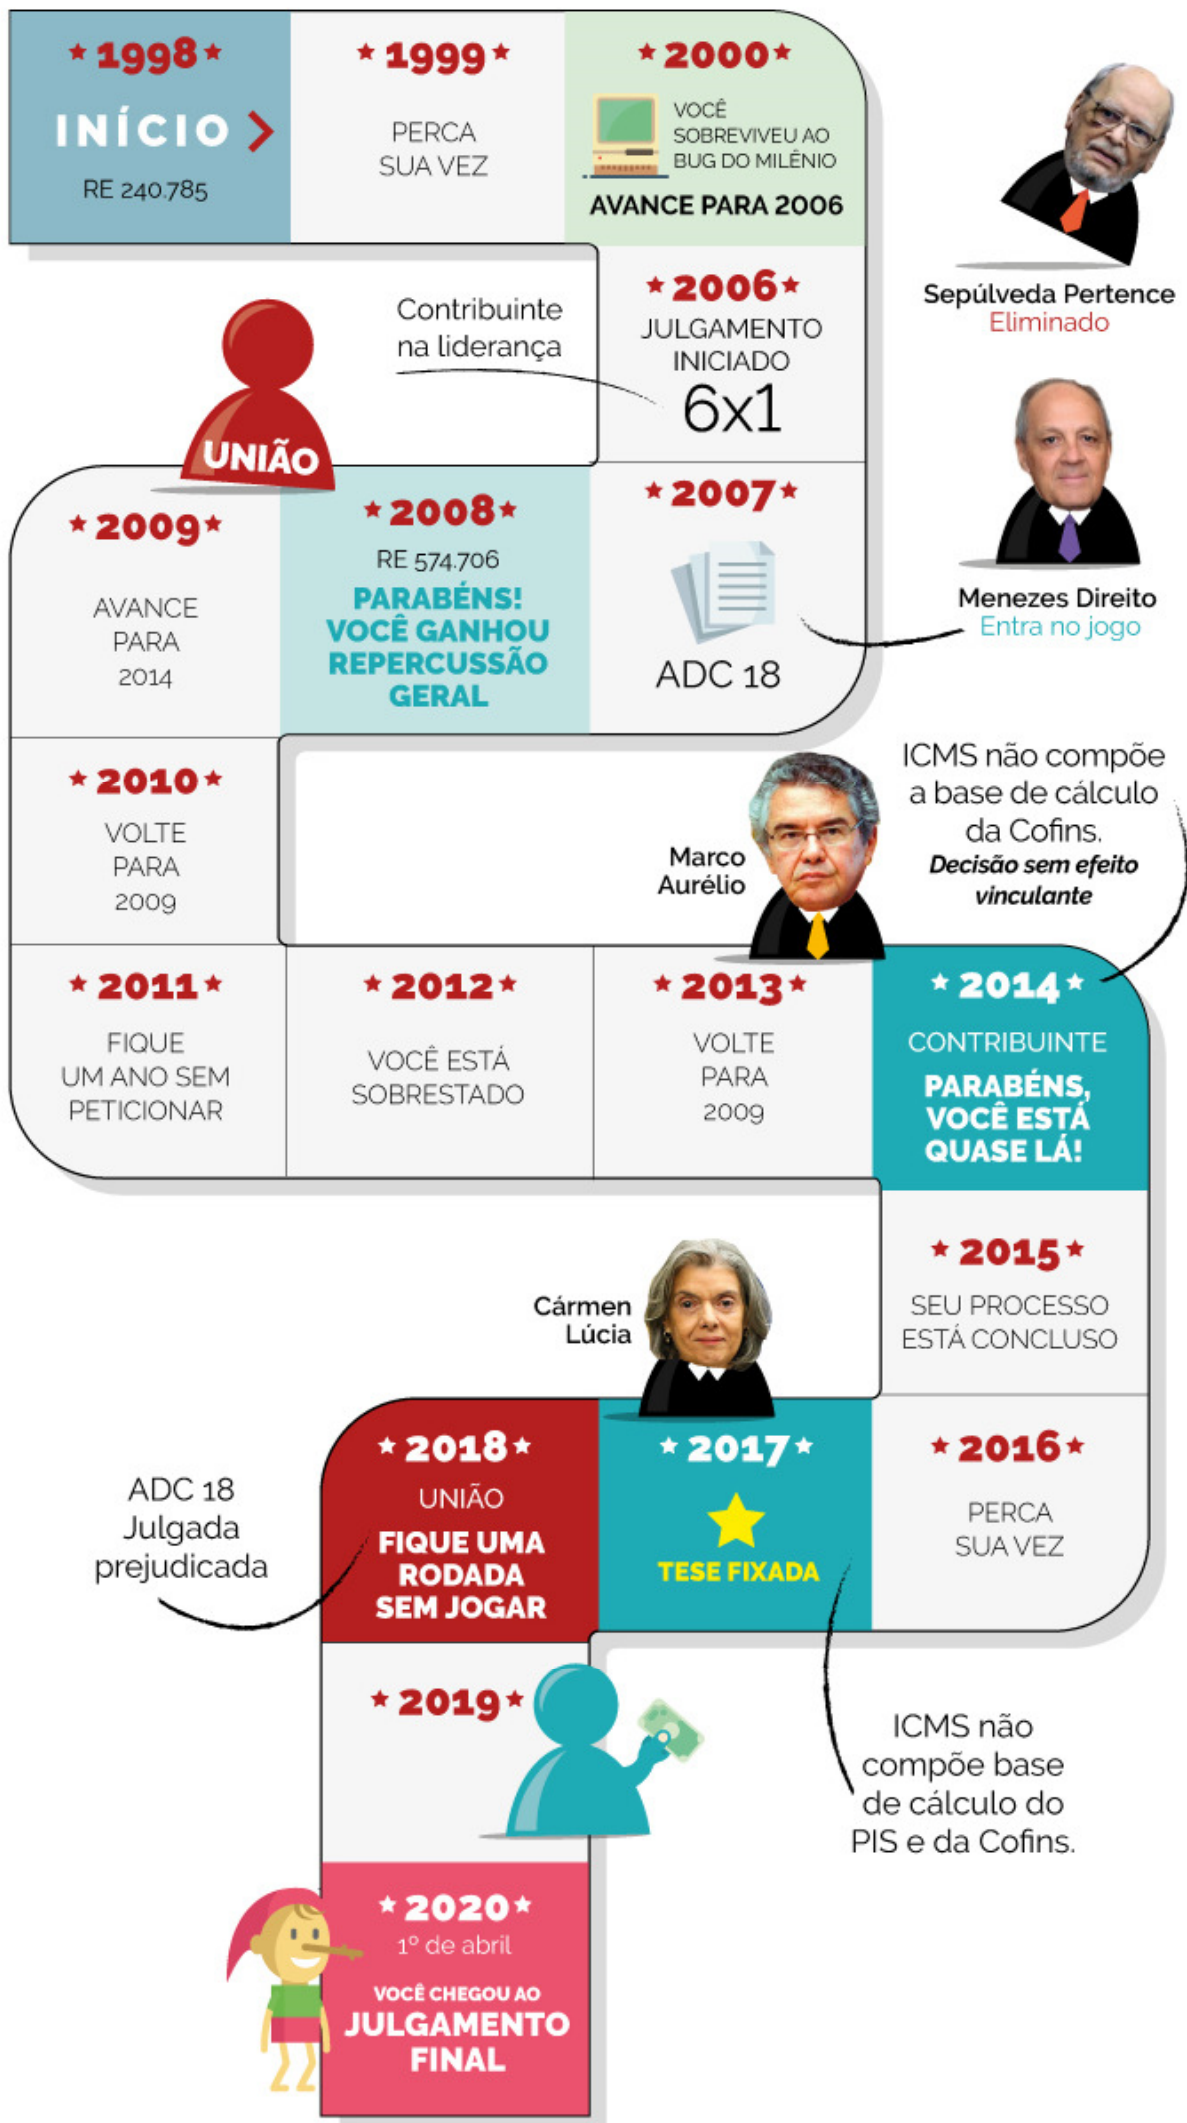 ★ 1998 ★
INÍCIO >
RE 240.785
★ 1999 ★
PERCA
SUA VEZ
★ 2000 ★
VOCÊ
SOBREVIVEU AO
BUG DO MILÊNIO
AVANCE PARA 2006
Sepúlveda Pertence
Eliminado
★ 2006 ★
JULGAMENTO
INICIADO
6x1
Contribuinte
na liderança
UNIÃO
★ 2007 ★
ADC 18
Menezes Direito
Entra no jogo
★ 2008 ★
RE 574.706
PARABÉNS!
VOCÊ GANHOU
REPERCUSSÃO
GERAL
★ 2009 ★
AVANCE
PARA
2014
★ 2010 ★
VOLTE
PARA
2009
★ 2011 ★
FIQUE
UM ANO SEM
PETICIONAR
★ 2012 ★
VOCÊ ESTÁ
SOBRESTADO
★ 2013 ★
VOLTE
PARA
2009
Marco
Aurélio
ICMS não compõe
a base de cálculo
da Cofins.
Decisão sem efeito
vinculante
★ 2014 ★
CONTRIBUINTE
PARABÉNS,
VOCÊ ESTÁ
QUASE LÁ!
★ 2015 ★
SEU PROCESSO
ESTÁ CONCLUSO
★ 2016 ★
PERCA
SUA VEZ
Cármen
Lúcia
★ 2017 ★
TESE FIXADA
ICMS não
compõe base
de cálculo do
PIS e da Cofins.
★ 2018 ★
UNIÃO
FIQUE UMA
RODADA
SEM JOGAR
ADC 18
Julgada
prejudicada
★ 2019 ★
★ 2020 ★
1º de abril
VOCÊ CHEGOU AO
JULGAMENTO
FINAL